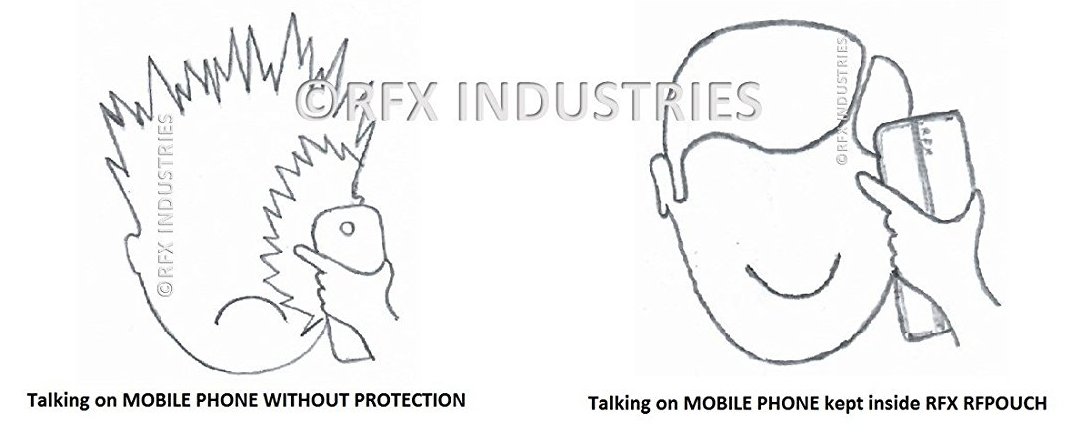 ©RFX INDUSTRIES
©RFX INDUSTRIES
©RFX INDUSTRIES
RFX
Talking on MOBILE PHONE WITHOUT PROTECTION
Talking on MOBILE PHONE kept inside RFX RFPOUCH